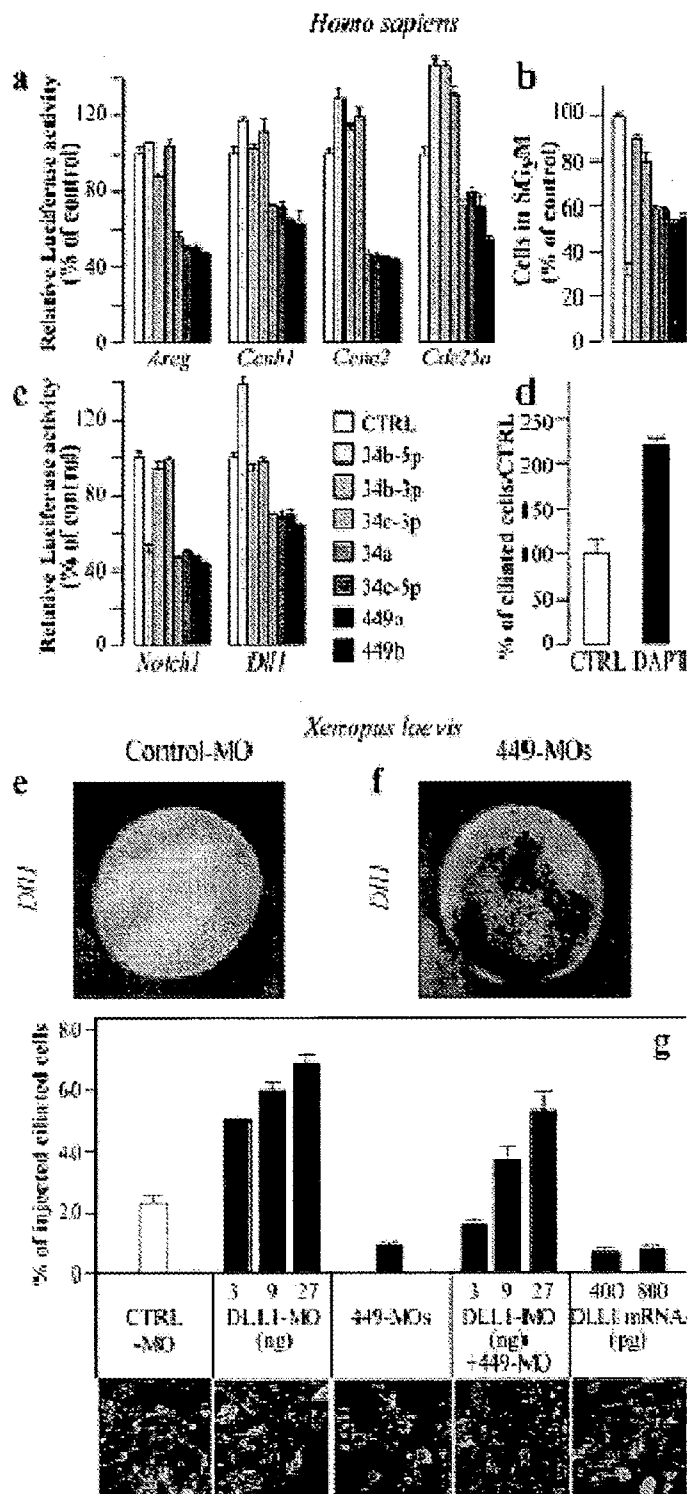 Homo sapiens
a
Relative Luciferase activity
(% of control)
120
80
40
0
Areg
Ccnb1
Ccne2
Cdc25a
b
Cells in S/G2M
(% of control)
100
80
60
40
20
0
c
Relative Luciferase activity
(% of control)
120
80
40
0
Notch1
Dll1
CTRL
34b-5p
34b-3p
34c-3p
34a
34c-5p
449a
449b
d
% of ciliated cells/CTRL
250
200
150
100
50
0
CTRL
DAPT
Xenopus laevis
Control-MO
449-MOs
e
Dll1
f
Dll1
g
% of injected ciliated cells
80
60
40
20
0
3 9 27
3 9 27
400 800
CTRL
-MO
DLL1-MO
(ng)
449-MOs
DLL1-MO
(ng)
+449-MO
DLL1 mRNA
(pg)